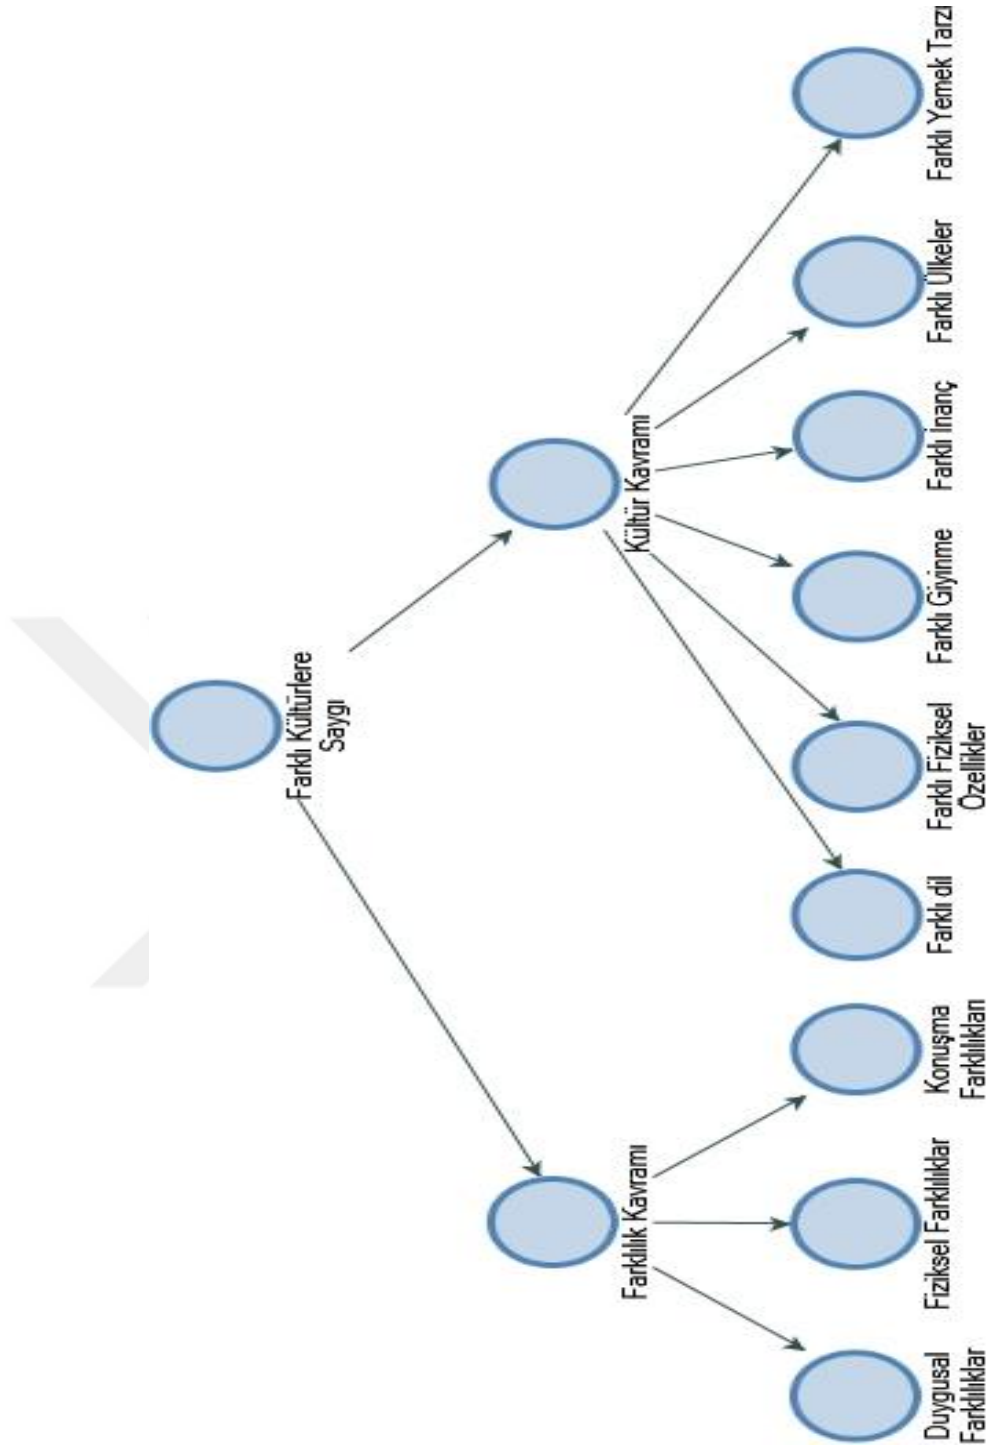 Farklı Kültürlere
Saygı
Farklılık Kavramı
Kültür Kavramı
Duygusal
Farklılıklar
Fiziksel Farklılıklar
Konuşma
Farklılıkları
Farklı dil
Farklı Fiziksel
Özellikler
Farklı Giyinme
Farklı İnanç
Farklı Ülkeler
Farklı Yemek Tarzı